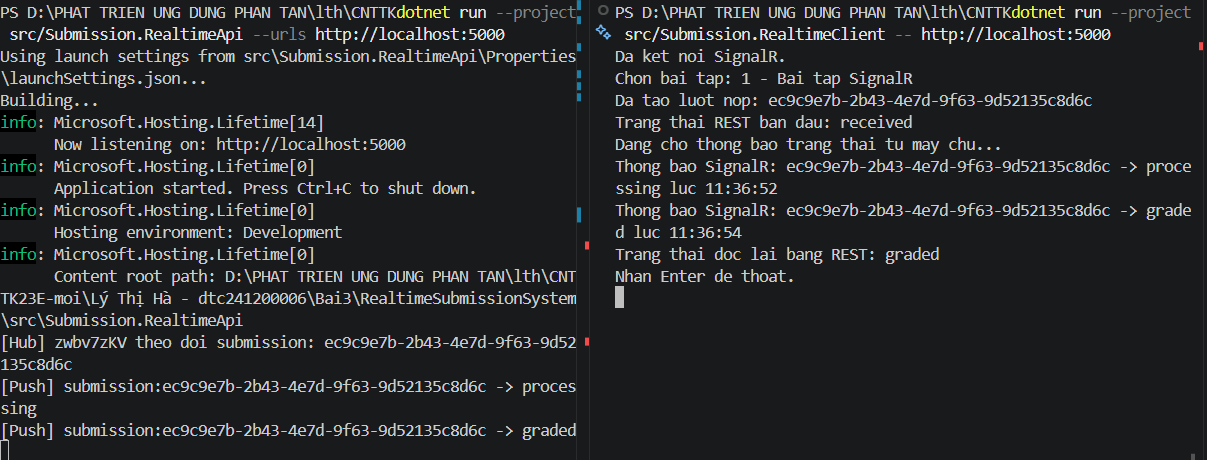 PS D:\PHAT TRIEN UNG DUNG PHAN TAN\lth\CNTTKdotnet run --project
 src/Submission.RealtimeApi --urls http://localhost:5000
Using launch settings from src\Submission.RealtimeApi\Properties
\launchSettings.json...
Building...
info: Microsoft.Hosting.Lifetime[14]
      Now listening on: http://localhost:5000
info: Microsoft.Hosting.Lifetime[0]
      Application started. Press Ctrl+C to shut down.
info: Microsoft.Hosting.Lifetime[0]
      Hosting environment: Development
info: Microsoft.Hosting.Lifetime[0]
      Content root path: D:\PHAT TRIEN UNG DUNG PHAN TAN\lth\CNT
TK23E-moi\Lý Thị Hà - dtc241200006\Bai3\RealtimeSubmissionSystem
\src\Submission.RealtimeApi
[Hub] zwbv7zKV theo doi submission: ec9c9e7b-2b43-4e7d-9f63-9d52
135c8d6c
[Push] submission:ec9c9e7b-2b43-4e7d-9f63-9d52135c8d6c -> proces
sing
[Push] submission:ec9c9e7b-2b43-4e7d-9f63-9d52135c8d6c -> graded
PS D:\PHAT TRIEN UNG DUNG PHAN TAN\lth\CNTTKdotnet run --project
 src/Submission.RealtimeClient -- http://localhost:5000
Da ket noi SignalR.
Chon bai tap: 1 - Bai tap SignalR
Da tao luot nop: ec9c9e7b-2b43-4e7d-9f63-9d52135c8d6c
Trang thai REST ban dau: received
Dang cho thong bao trang thai tu may chu...
Thong bao SignalR: ec9c9e7b-2b43-4e7d-9f63-9d52135c8d6c -> proce
ssing luc 11:36:52
Thong bao SignalR: ec9c9e7b-2b43-4e7d-9f63-9d52135c8d6c -> grade
d luc 11:36:54
Trang thai doc lai bang REST: graded
Nhan Enter de thoat.